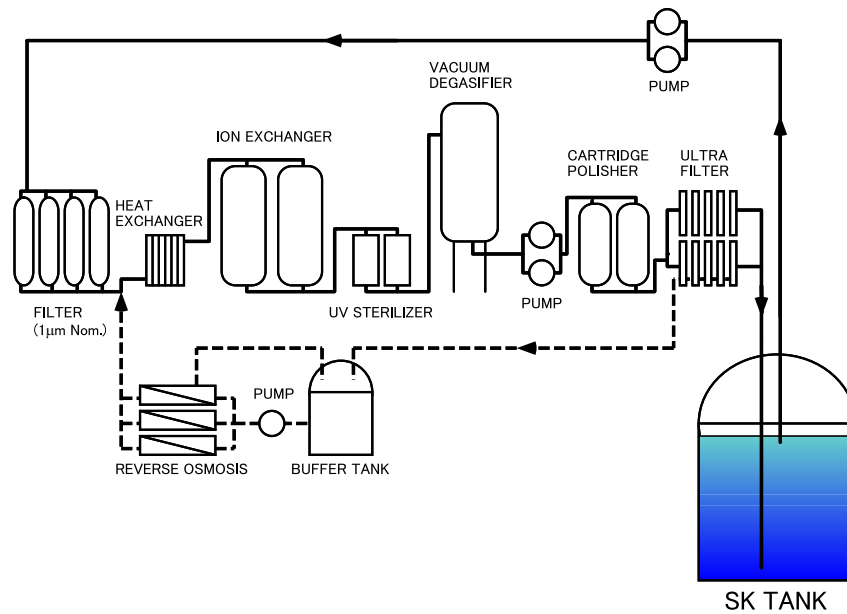 PUMP
VACUUM
DEGASIFIER
ION EXCHANGER
CARTRIDGE
POLISHER
ULTRA
FILTER
HEAT
EXCHANGER
FILTER
(1μm Nom.)
UV STERILIZER
PUMP
PUMP
REVERSE OSMOSIS
BUFFER TANK
SK TANK